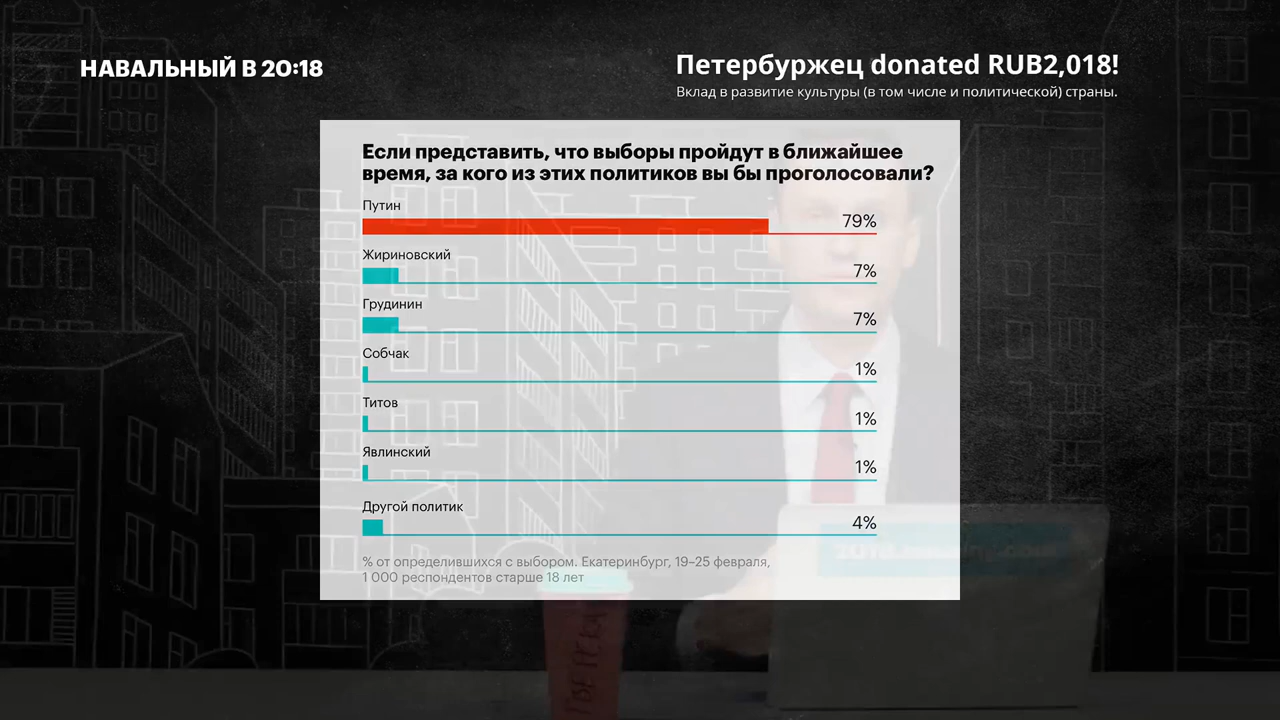 НАВАЛЬНЫЙ В 20:18
Петербуржец donated RUB2,018!
Вклад в развитие культуры (в том числе и политической) страны.
Если представить, что выборы пройдут в ближайшее
время, за кого из этих политиков вы бы проголосовали?
Путин
79%
Жириновский
7%
Грудинин
7%
Собчак
1%
Титов
1%
Явлинский
1%
Другой политик
4%
% от определившихся с выбором. Екатеринбург, 19–25 февраля,
1 000 респондентов старше 18 лет